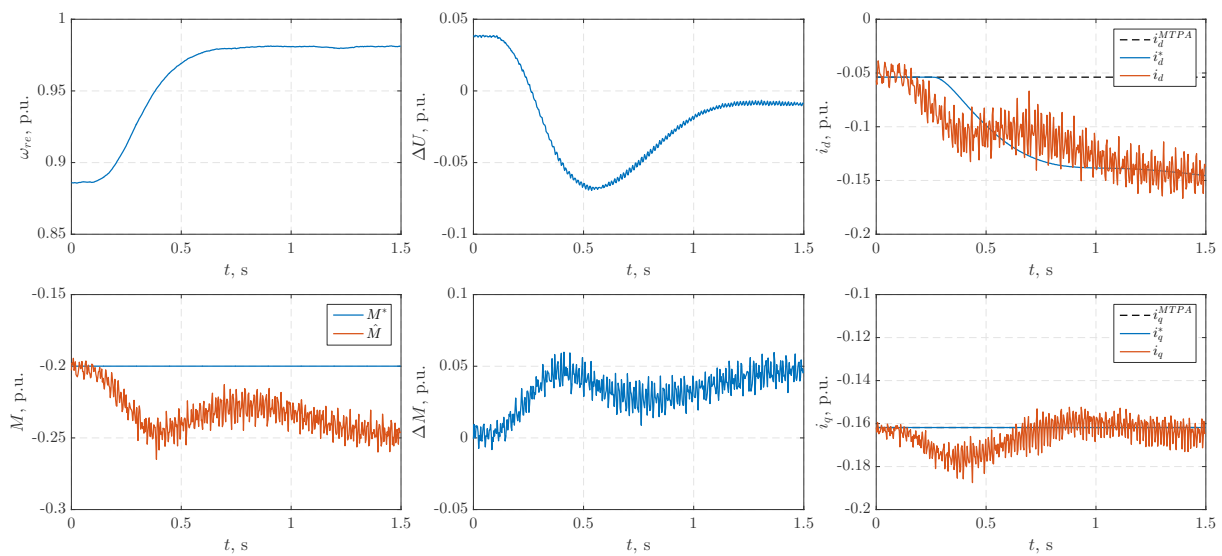 1
0.95
0.9
0.85
ω_re, p.u.
0 0.5 1 1.5
t, s
0.05
0
-0.05
-0.1
ΔU, p.u.
0 0.5 1 1.5
t, s
0
-0.05
-0.1
-0.15
-0.2
i_d, p.u.
i_d^MTPA
i_d^*
i_d
0 0.5 1 1.5
t, s
-0.15
-0.2
-0.25
-0.3
M, p.u.
M^*
M̂
0 0.5 1 1.5
t, s
0.1
0.05
0
0.05
ΔM, p.u.
0 0.5 1 1.5
t, s
-0.1
-0.12
-0.14
-0.16
-0.18
-0.2
i_q, p.u.
i_q^MTPA
i_q^*
i_q
0 0.5 1 1.5
t, s